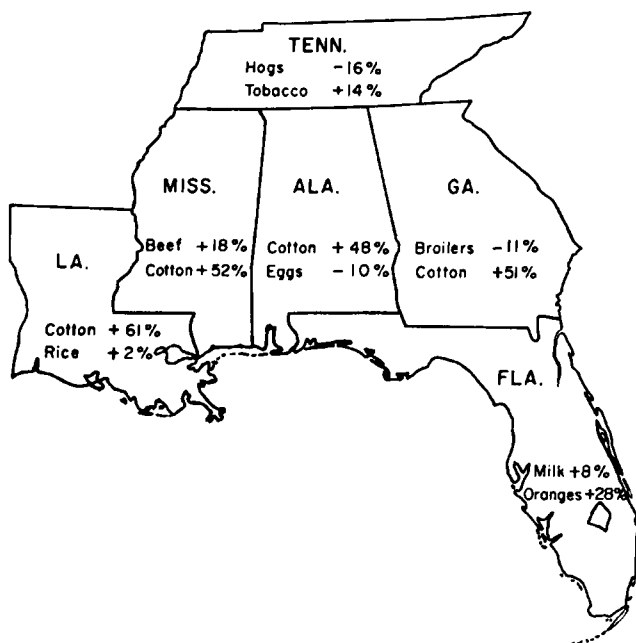 TENN.
Hogs -16%
Tobacco +14%
MISS.
Beef +18%
Cotton +52%
ALA.
Cotton +48%
Eggs -10%
GA.
Broilers -11%
Cotton +51%
LA.
Cotton +61%
Rice +2%
FLA.
Milk +8%
Oranges +28%